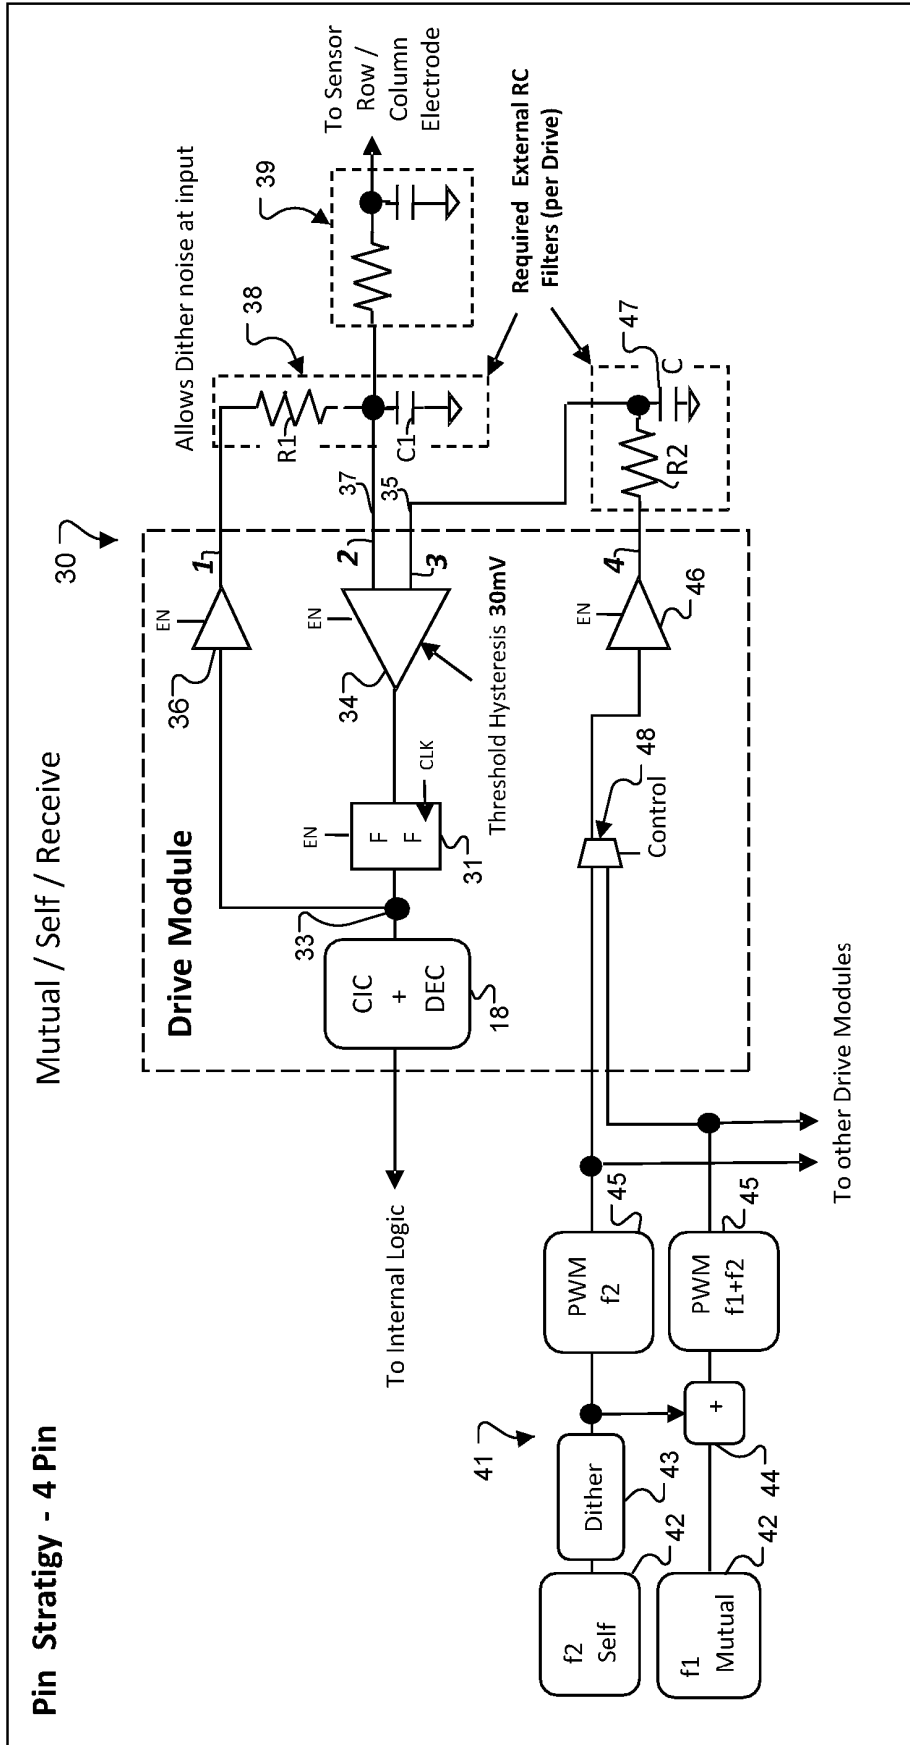 Pin Stratigy - 4 Pin
Mutual / Self / Receive
30
Drive Module
Allows Dither noise at input
38
39
To Sensor
Row /
Column
Electrode
Required External RC
Filters (per Drive)
EN
36
1
R1
C1
EN
34
2
37
3
35
Threshold Hysteresis 30mV
EN
F
F
CLK
31
33
CIC
+
DEC
18
To Internal Logic
EN
4
46
R2
47
C
48
Control
41
f2
Self
42
Dither
43
PWM
f2
45
f1
Mutual
42
+
44
PWM
f1+f2
45
To other Drive Modules